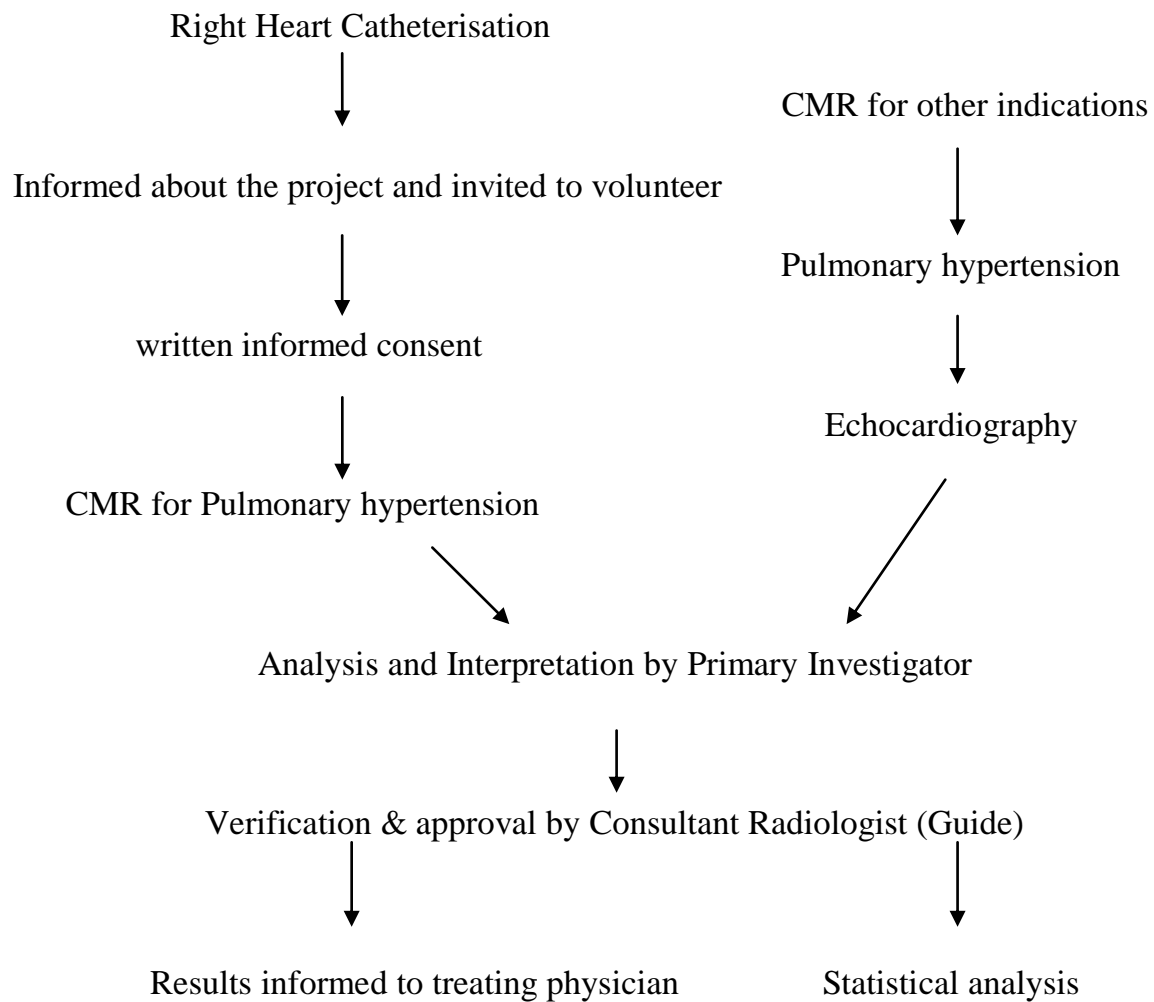 Right Heart Catheterisation
CMR for other indications
Informed about the project and invited to volunteer
Pulmonary hypertension
written informed consent
Echocardiography
CMR for Pulmonary hypertension
Analysis and Interpretation by Primary Investigator
Verification & approval by Consultant Radiologist (Guide)
Results informed to treating physician
Statistical analysis